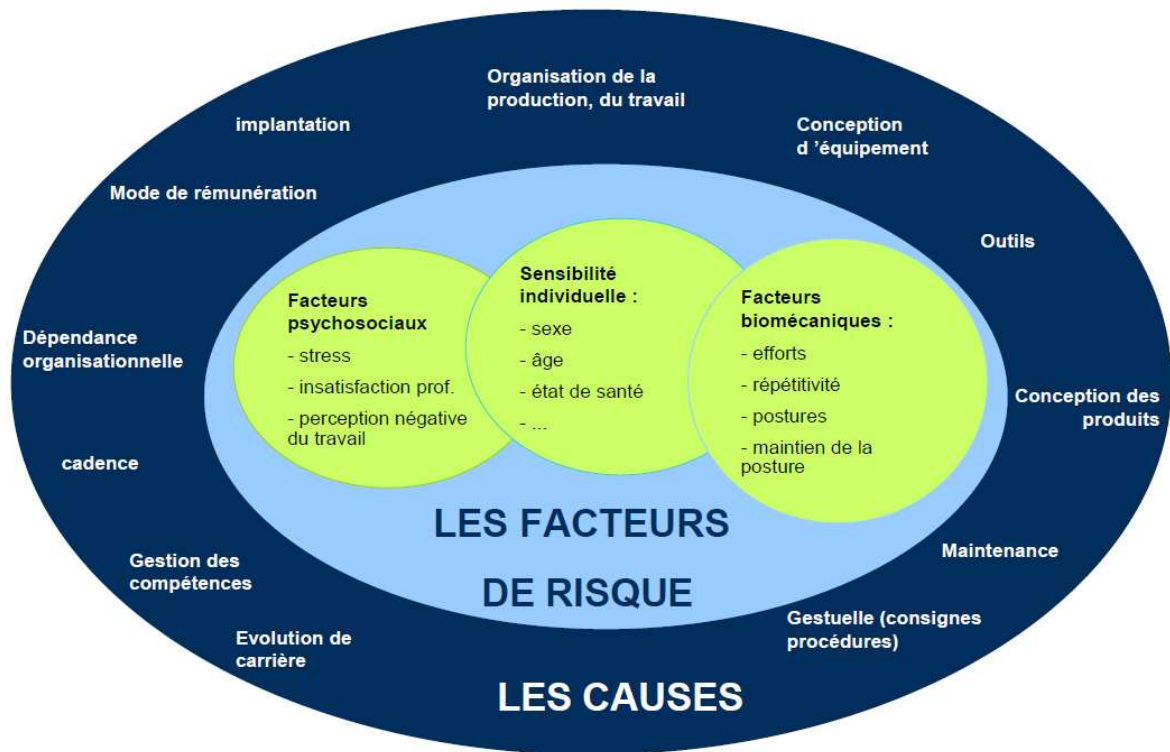 Organisation de la
production, du travail
implantation
Conception
d 'équipement
Mode de rémunération
Outils
Dépendance
organisationnelle
Conception des
produits
cadence
Gestion des
compétences
Maintenance
Evolution de
carrière
Gestuelle (consignes
procédures)
Facteurs
psychosociaux
- stress
- insatisfaction prof.
- perception négative
du travail
Sensibilité
individuelle :
- sexe
- âge
- état de santé
- ...
Facteurs
biomécaniques :
- efforts
- répétitivité
- postures
- maintien de la
posture
LES FACTEURS
DE RISQUE
LES CAUSES